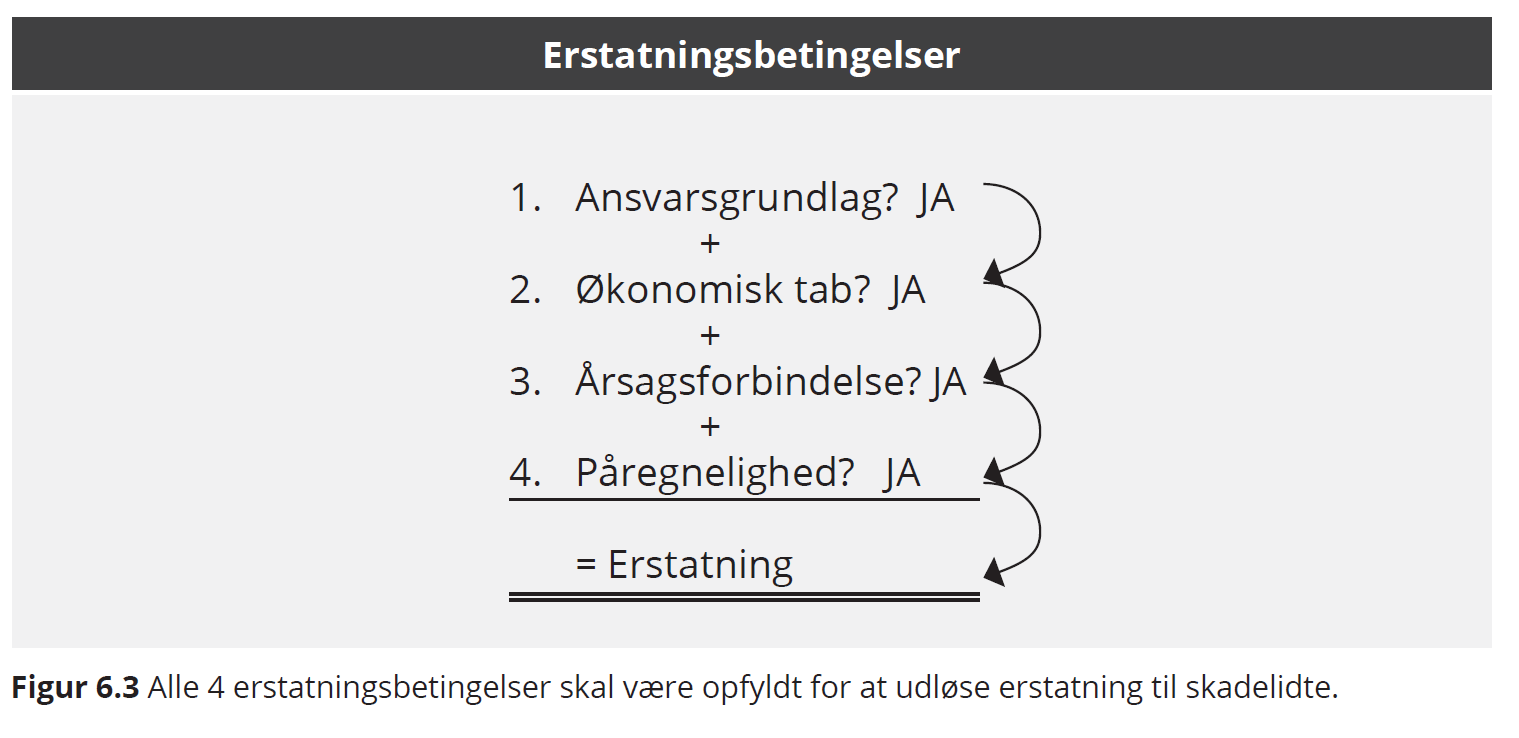 Erstatningsbetingelser
1. Ansvarsgrundlag? JA
+
2. Økonomisk tab? JA
+
3. Årsagsforbindelse? JA
+
4. Påregnelighed? JA
= Erstatning
Figur 6.3 Alle 4 erstatningsbetingelser skal være opfyldt for at udløse erstatning til skadelidte.